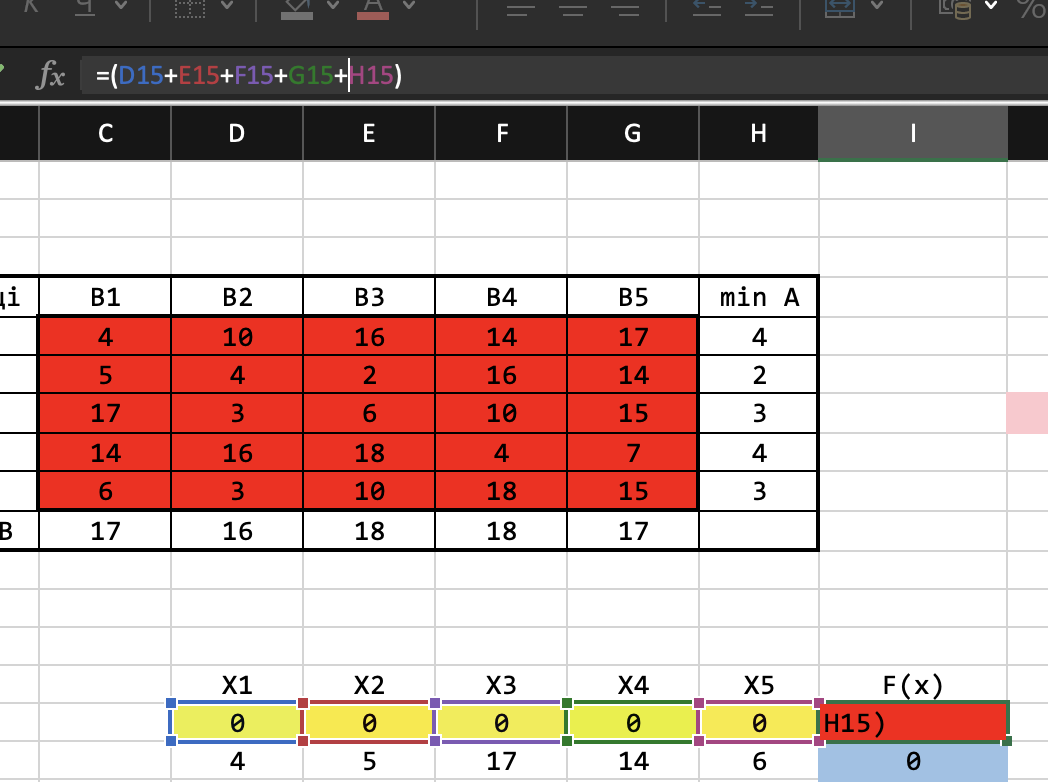 fx =(D15+E15+F15+G15+H15)
C D E F G H I
ці B1 B2 B3 B4 B5 min A
4 10 16 14 17 4
5 4 2 16 14 2
17 3 6 10 15 3
14 16 18 4 7 4
6 3 10 18 15 3
B 17 16 18 18 17
X1 X2 X3 X4 X5 F(x)
0 0 0 0 0 H15)
4 5 17 14 6 0